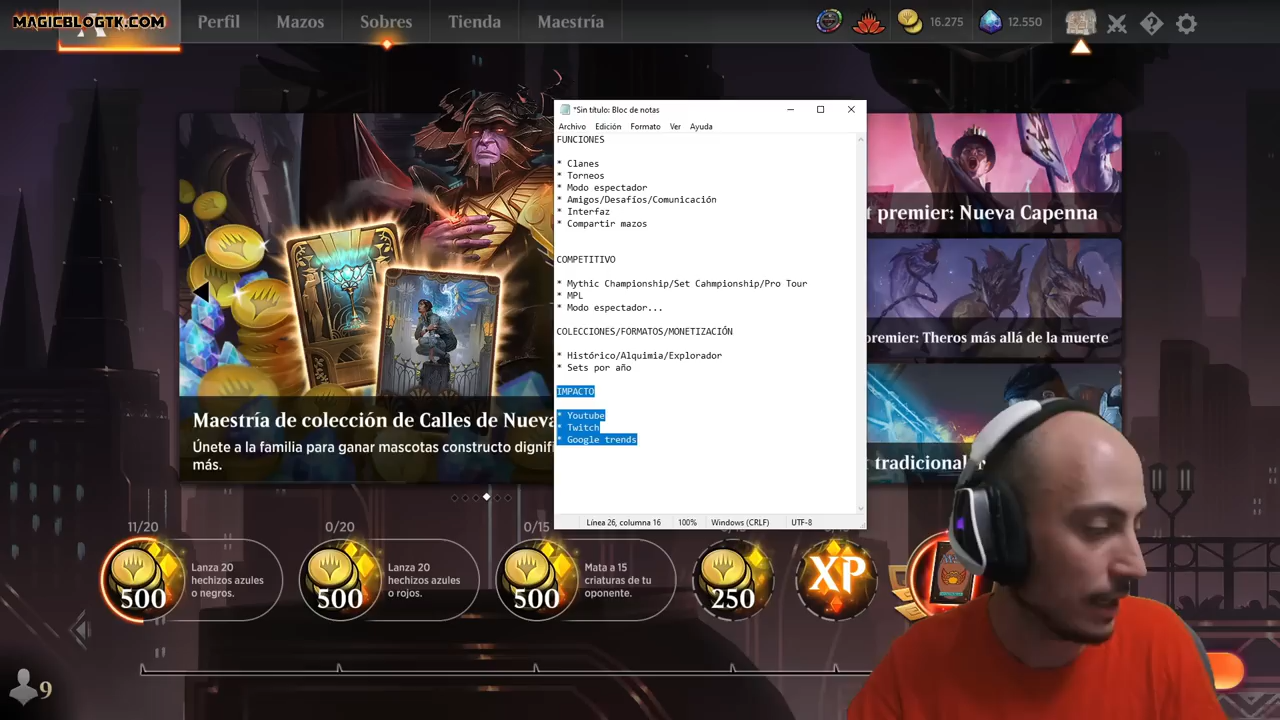 MAGICBLOGTK.COM
Perfil
Mazos
Sobres
Tienda
Maestría
16.275
12.550
*Sin título: Bloc de notas
Archivo Edición Formato Ver Ayuda
FUNCIONES
* Clanes
* Torneos
* Modo espectador
* Amigos/Desafíos/Comunicación
* Interfaz
* Compartir mazos
COMPETITIVO
* Mythic Championship/Set Cahmpionship/Pro Tour
* MPL
* Modo espectador...
COLECCIONES/FORMATOS/MONETIZACIÓN
* Histórico/Alquimia/Explorador
* Sets por año
IMPACTO
* Youtube
* Twitch
* Google trends
Línea 26, columna 16 100% Windows (CRLF) UTF-8
t premier: Nueva Capenna
premier: Theros más allá de la muerte
t tradicional
Maestría de colección de Calles de Nueva
Únete a la familia para ganar mascotas constructo dignifi
más.
11/20
500
Lanza 20
hechizos azules
o negros.
0/20
500
Lanza 20
hechizos azules
o rojos.
0/15
500
Mata a 15
criaturas de tu
oponente.
250
XP
9